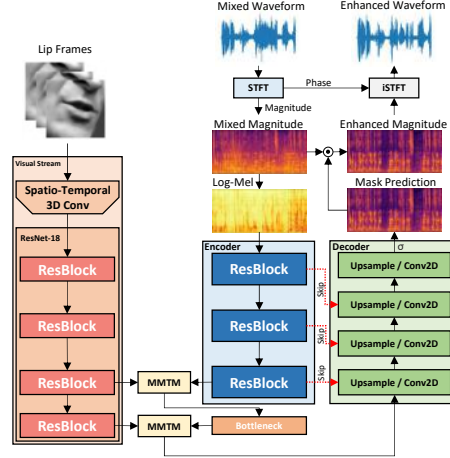 Mixed Waveform
Enhanced Waveform
Lip Frames
STFT
Phase
iSTFT
Magnitude
Mixed Magnitude
Enhanced Magnitude
Visual Stream
Spatio-Temporal
3D Conv
Log-Mel
Mask Prediction
ResNet-18
ResBlock
ResBlock
ResBlock
ResBlock
Encoder
ResBlock
ResBlock
ResBlock
Skip
Skip
Skip
Decoder
σ
Upsample / Conv2D
Upsample / Conv2D
Upsample / Conv2D
Upsample / Conv2D
MMTM
MMTM
Bottleneck